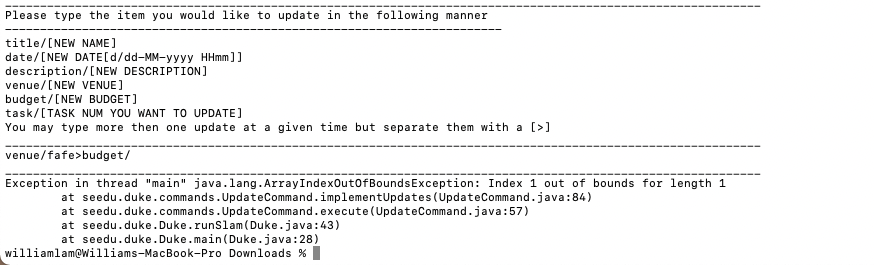 Please type the item you would like to update in the following manner
title/[NEW NAME]
date/[NEW DATE[d/dd-MM-yyyy HHmm]]
description/[NEW DESCRIPTION]
venue/[NEW VENUE]
budget/[NEW BUDGET]
task/[TASK NUM YOU WANT TO UPDATE]
You may type more then one update at a given time but separate them with a [>]
venue/fafe>budget/
Exception in thread "main" java.lang.ArrayIndexOutOfBoundsException: Index 1 out of bounds for length 1
at seedu.duke.commands.UpdateCommand.implementUpdates(UpdateCommand.java:84)
at seedu.duke.commands.UpdateCommand.execute(UpdateCommand.java:57)
at seedu.duke.Duke.runSlam(Duke.java:43)
at seedu.duke.Duke.main(Duke.java:28)
williamlam@Williams-MacBook-Pro Downloads %